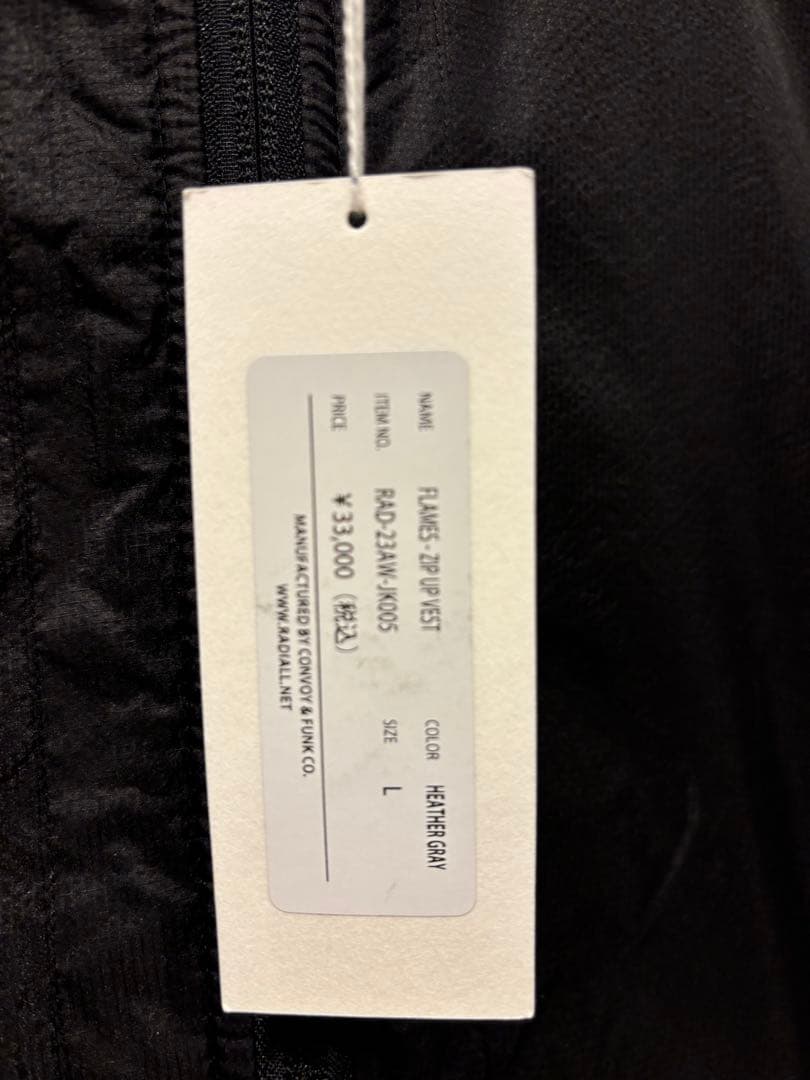 NAME FLAMES - ZIP UP VEST COLOR HEATHER GRAY
ITEM NO. RAD-23AW-JK005 SIZE L
PRICE ¥33,000 (税込)
MANUFACTURED BY CONVOY & FUNK CO.
WWW.RADIALL.NET